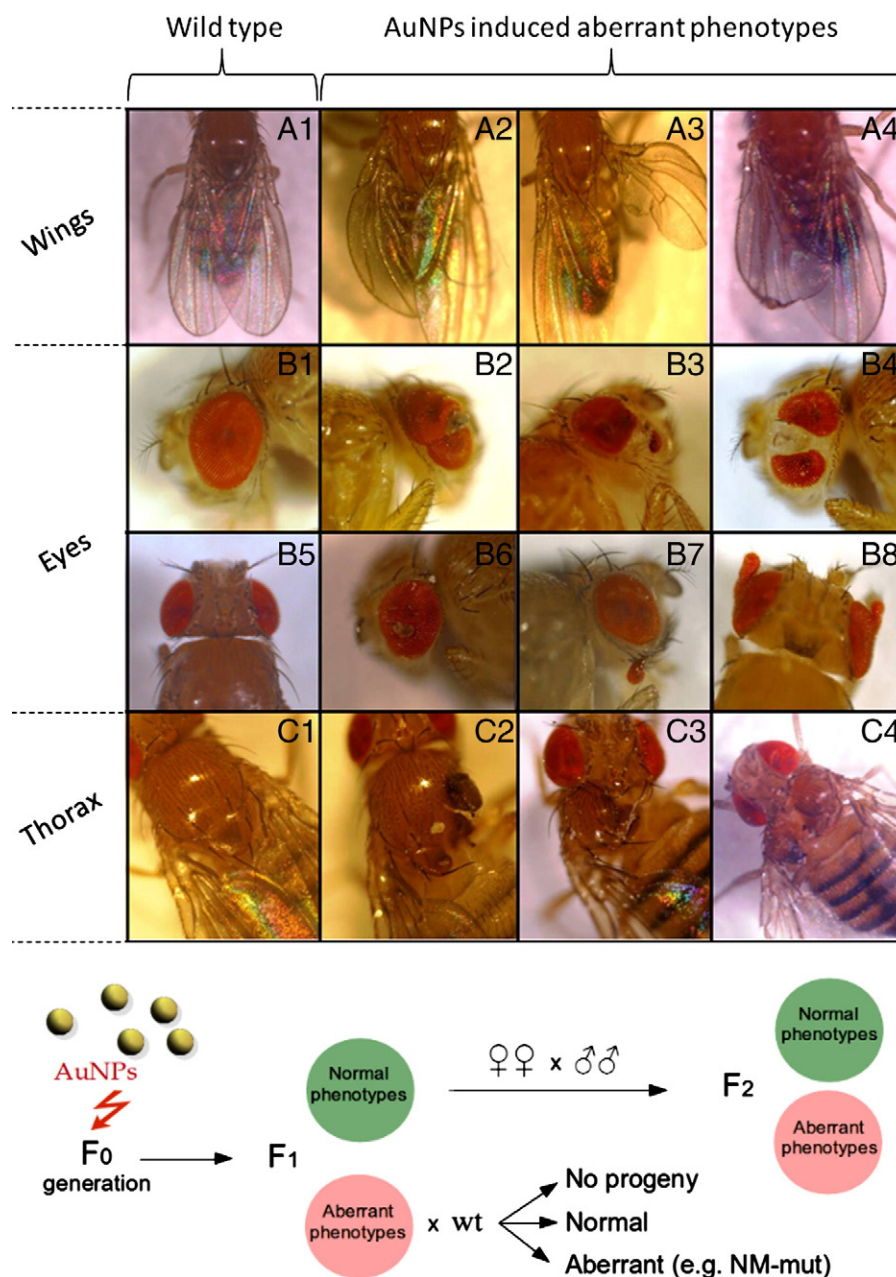 Wild type
AuNPs induced aberrant phenotypes
Wings
A1
A2
A3
A4
Eyes
B1
B2
B3
B4
B5
B6
B7
B8
Thorax
C1
C2
C3
C4
AuNPs
F0
generation
F1
Normal
phenotypes
Aberrant
phenotypes
♀♀ x ♂♂
x wt
No progeny
Normal
Aberrant (e.g. NM-mut)
F2
Normal
phenotypes
Aberrant
phenotypes